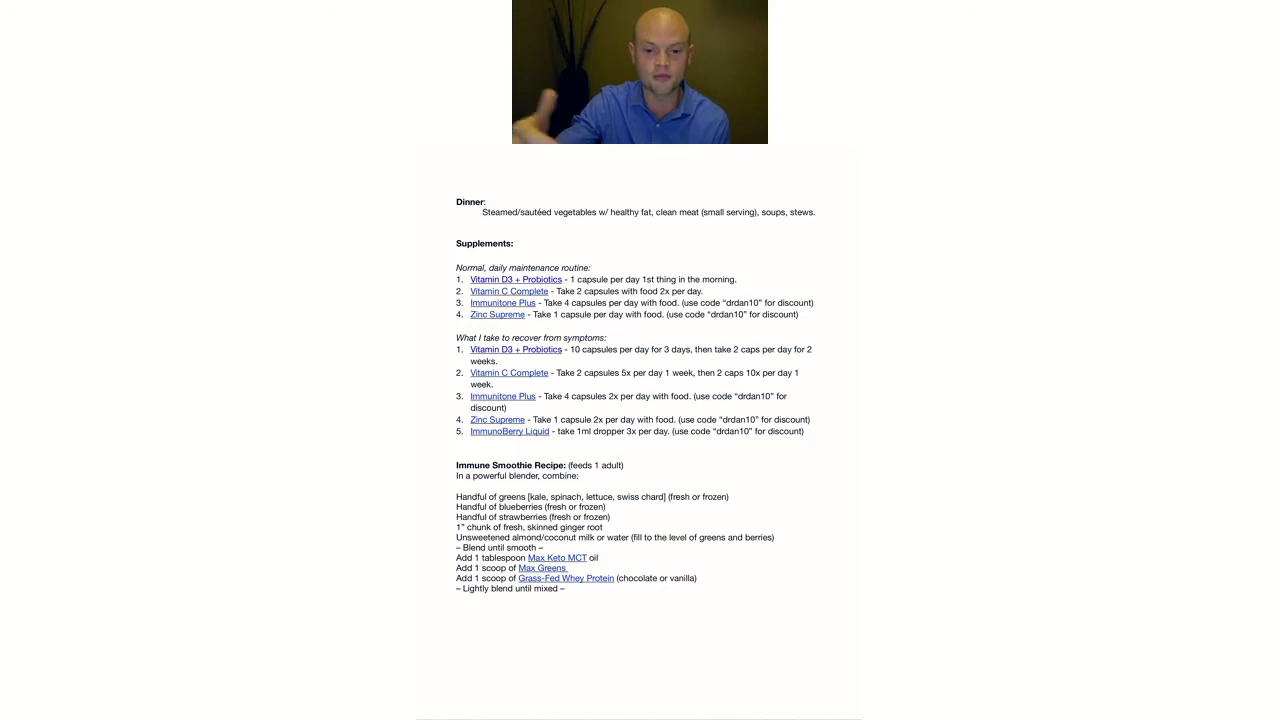 Dinner:
Steamed/sautéed vegetables w/ healthy fat, clean meat (small serving), soups, stews.
Supplements:
Normal, daily maintenance routine:
1. Vitamin D3 + Probiotics - 1 capsule per day 1st thing in the morning.
2. Vitamin C Complete - Take 2 capsules with food 2x per day.
3. Immunitone Plus - Take 4 capsules per day with food. (use code “drdan10” for discount)
4. Zinc Supreme - Take 1 capsule per day with food. (use code “drdan10” for discount)
What I take to recover from symptoms:
1. Vitamin D3 + Probiotics - 10 capsules per day for 3 days, then take 2 caps per day for 2
weeks.
2. Vitamin C Complete - Take 2 capsules 5x per day 1 week, then 2 caps 10x per day 1
week.
3. Immunitone Plus - Take 4 capsules 2x per day with food. (use code “drdan10” for
discount)
4. Zinc Supreme - Take 1 capsule 2x per day with food. (use code “drdan10” for discount)
5. ImmunoBerry Liquid - take 1ml dropper 3x per day. (use code “drdan10” for discount)
Immune Smoothie Recipe: (feeds 1 adult)
In a powerful blender, combine:
Handful of greens [kale, spinach, lettuce, swiss chard] (fresh or frozen)
Handful of blueberries (fresh or frozen)
Handful of strawberries (fresh or frozen)
1” chunk of fresh, skinned ginger root
Unsweetened almond/coconut milk or water (fill to the level of greens and berries)
– Blend until smooth –
Add 1 tablespoon Max Keto MCT oil
Add 1 scoop of Max Greens
Add 1 scoop of Grass-Fed Whey Protein (chocolate or vanilla)
– Lightly blend until mixed –